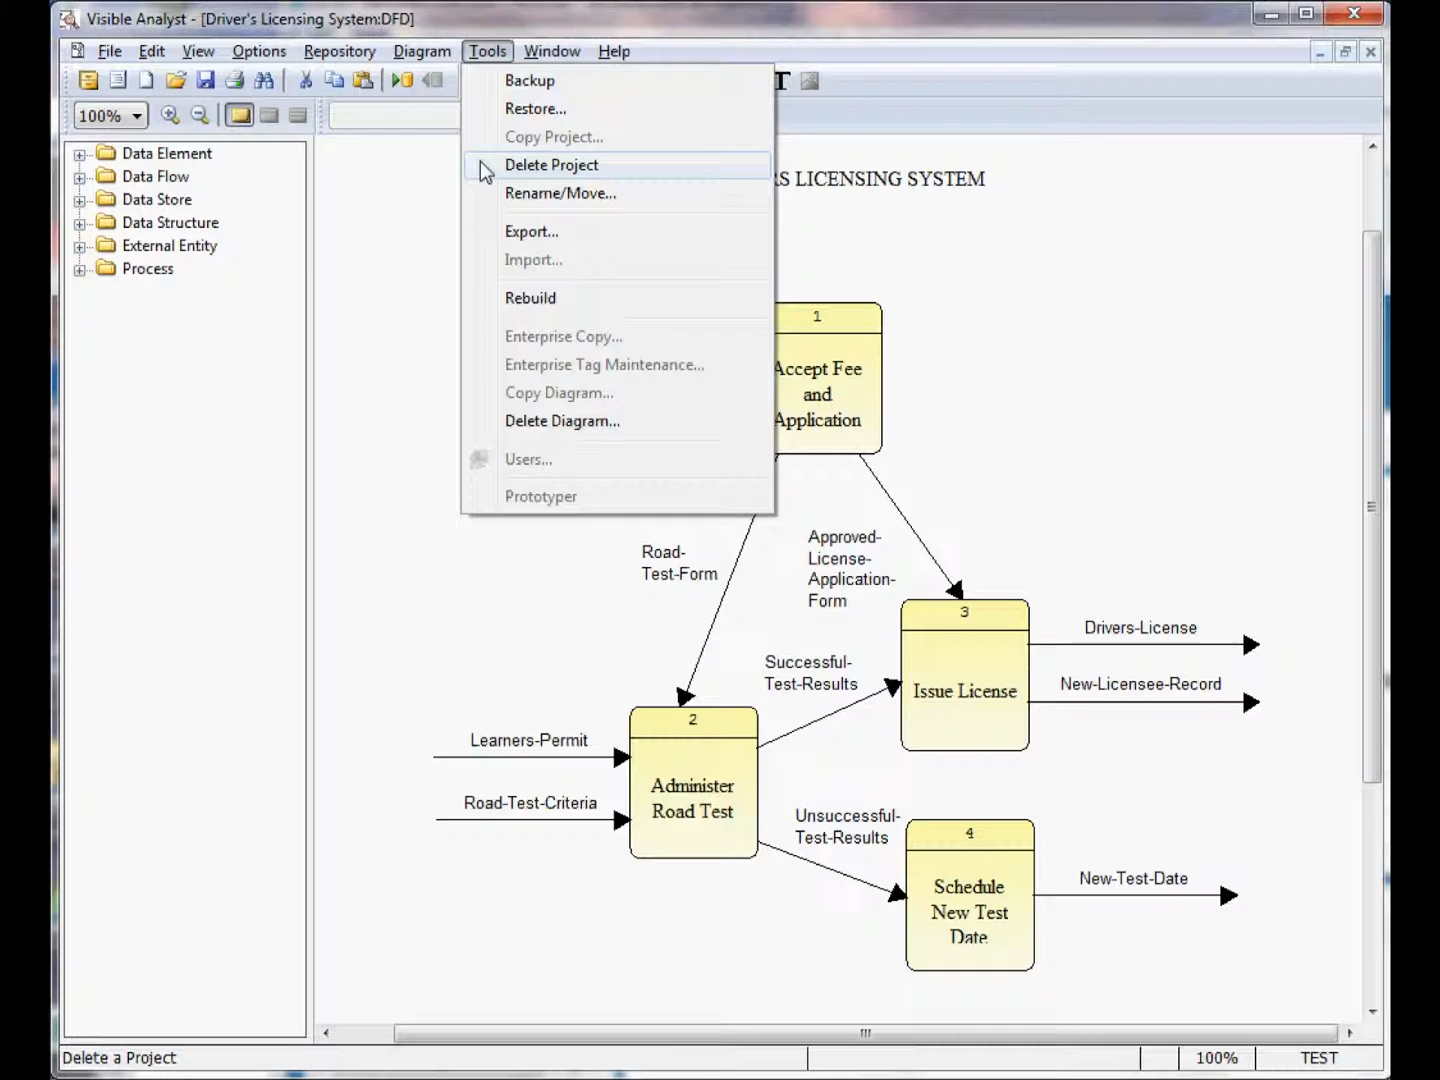 Visible Analyst - [Driver's Licensing System:DFD]
File Edit View Options Repository Diagram Tools Window Help
100%
Data Element
Data Flow
Data Store
Data Structure
External Entity
Process
Backup
Restore...
Copy Project...
Delete Project
Rename/Move...
Export...
Import...
Rebuild
Enterprise Copy...
Enterprise Tag Maintenance...
Copy Diagram...
Delete Diagram...
Users...
Prototyper
RS LICENSING SYSTEM
1
Accept Fee
and
Application
Road-
Test-Form
Approved-
License-
Application-
Form
3
Issue License
Drivers-License
New-Licensee-Record
Successful-
Test-Results
2
Administer
Road Test
Learners-Permit
Road-Test-Criteria
Unsuccessful-
Test-Results
4
Schedule
New Test
Date
New-Test-Date
Delete a Project
100%
TEST